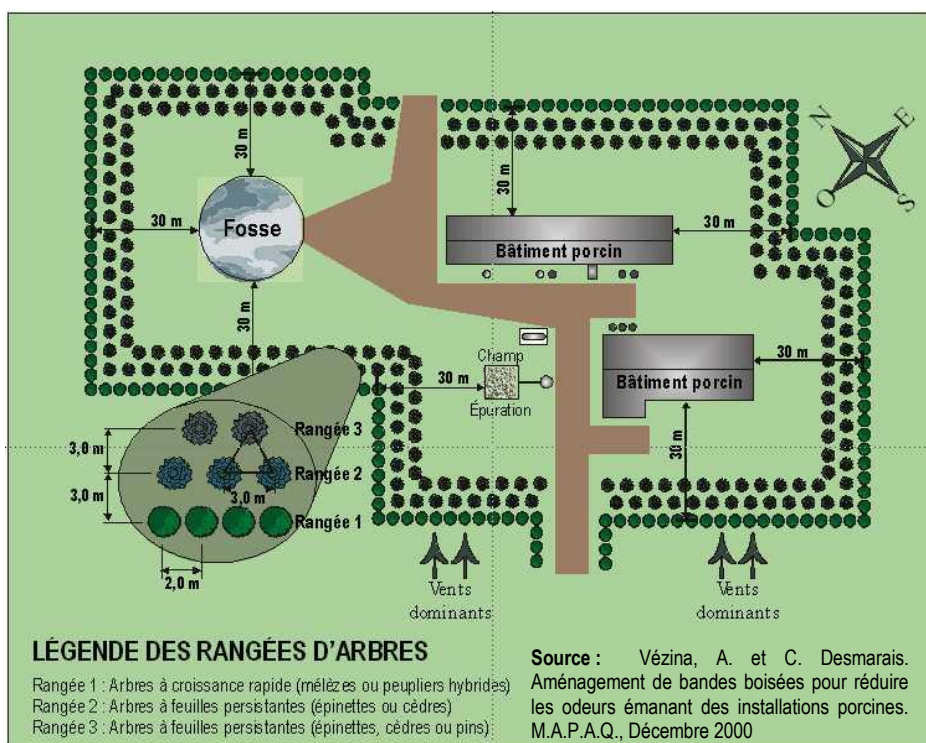 N
E
O
S
30 m
30 m
30 m
30 m
Fosse
Bâtiment porcin
30 m
Champ
30 m
Épuration
Bâtiment porcin
30 m
30 m
Rangée 3
3,0 m
Rangée 2
3,0 m
3,0 m
Rangée 1
2,0 m
Vents
dominants
Vents
dominants
LÉGENDE DES RANGÉES D'ARBRES
Rangée 1 : Arbres à croissance rapide (mélèzes ou peupliers hybrides)
Rangée 2 : Arbres à feuilles persistantes (épinettes ou cèdres)
Rangée 3 : Arbres à feuilles persistantes (épinettes, cèdres ou pins)
Source : Vézina, A. et C. Desmarais.
Aménagement de bandes boisées pour réduire
les odeurs émanant des installations porcines.
M.A.P.A.Q., Décembre 2000